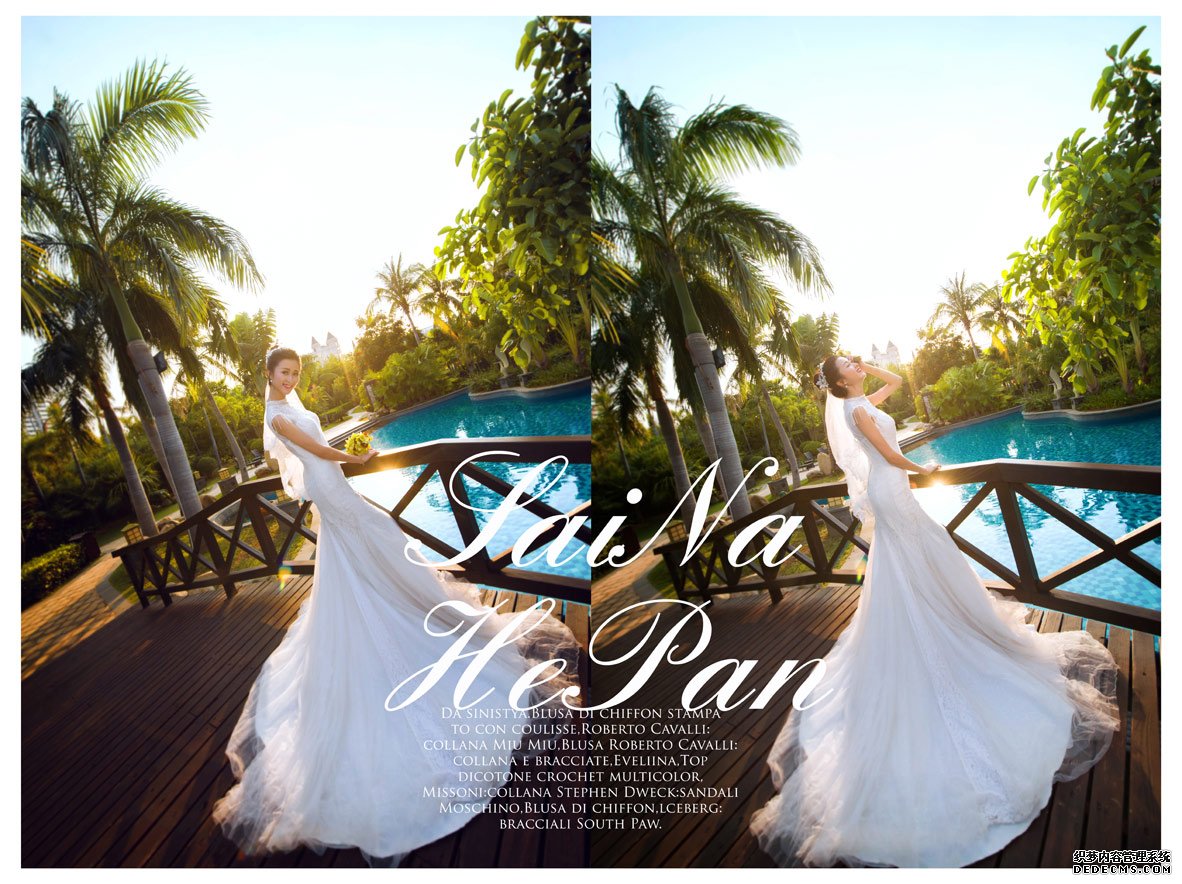 SaiNa
HePan
Da sinistya,Blusa di chiffon stampa
to con coulisse,Roberto Cavalli:
collana Miu Miu,Blusa Roberto Cavalli:
collana e bracciate,Eveliina,Top
dicotone crochet multicolor,
Missoni:collana Stephen Dweck:sandali
Moschino,Blusa di chiffon,lceberg:
bracciali South Paw.
织梦内容管理系统
DEDECMS.COM